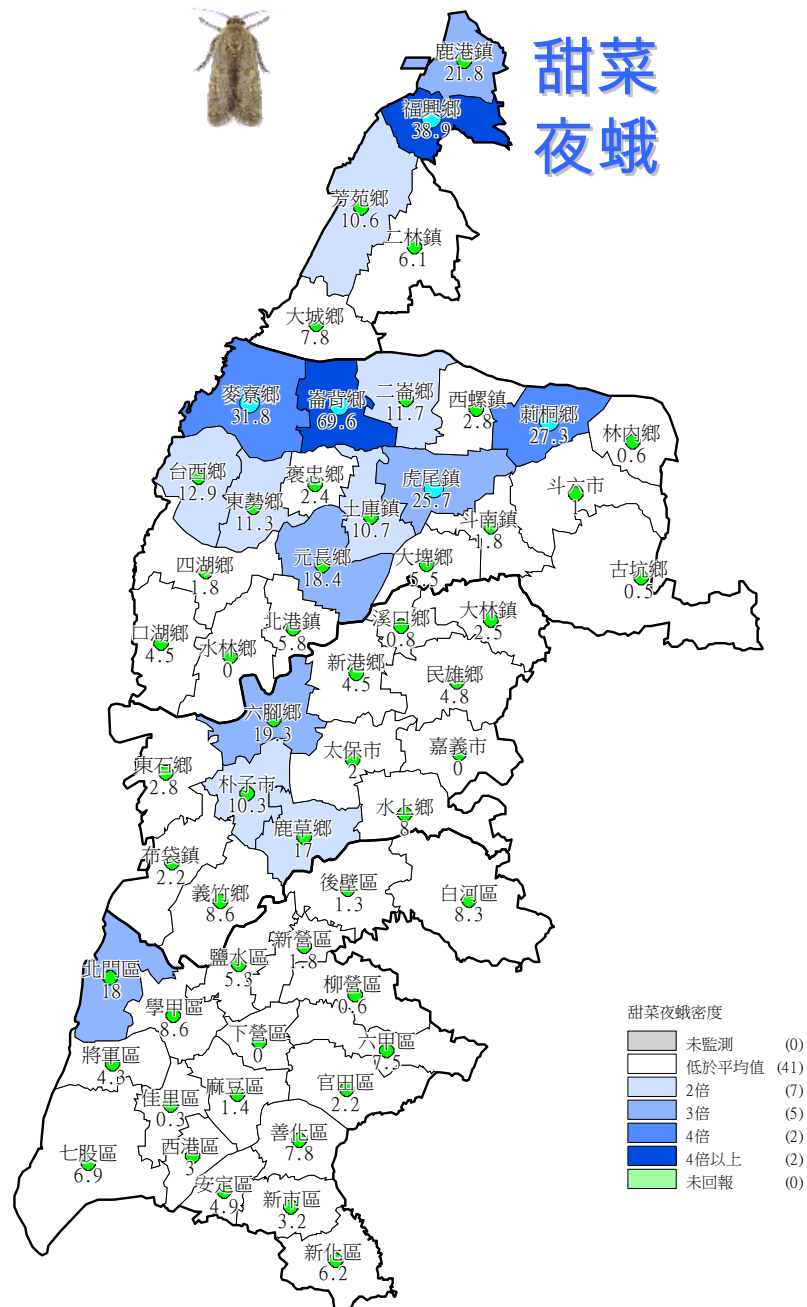 甜菜
夜蛾
鹿港鎮
21.8
福興鄉
38.9
芳苑鄉
10.6
二林鎮
6.1
大城鄉
7.8
麥寮鄉
31.8
崙背鄉
69.6
二崙鄉
11.7
西螺鎮
2.8
莿桐鄉
27.3
林內鄉
0.6
台西鄉
12.9
東勢鄉
11.3
褒忠鄉
2.4
土庫鎮
10.7
虎尾鎮
25.7
斗南鎮
1.8
斗六市
1
古坑鄉
0.5
元長鄉
18.4
大埤鄉
四湖鄉
1.8
口湖鄉
4.5
水林鄉
0
北港鎮
5.8
溪口鄉
0.8
大林鎮
2.5
新港鄉
4.5
民雄鄉
4.8
六腳鄉
19.3
太保市
2
嘉義市
0
東石鄉
2.8
朴子市
10.3
鹿草鄉
17
水上鄉
8
布袋鎮
2.2
義竹鄉
8.6
後壁區
1.3
白河區
8.3
北門區
18
鹽水區
5.3
新營區
1.8
柳營區
0.6
學甲區
8.6
下營區
0
六甲區
7.5
將軍區
4.3
佳里區
0.3
麻豆區
1.4
官田區
2.2
七股區
6.9
西港區
3
善化區
7.8
安定區
4.9
新市區
3.2
新化區
6.2
甜菜夜蛾密度
未監測 (0)
低於平均值 (41)
2倍 (7)
3倍 (5)
4倍 (2)
4倍以上 (2)
未回報 (0)